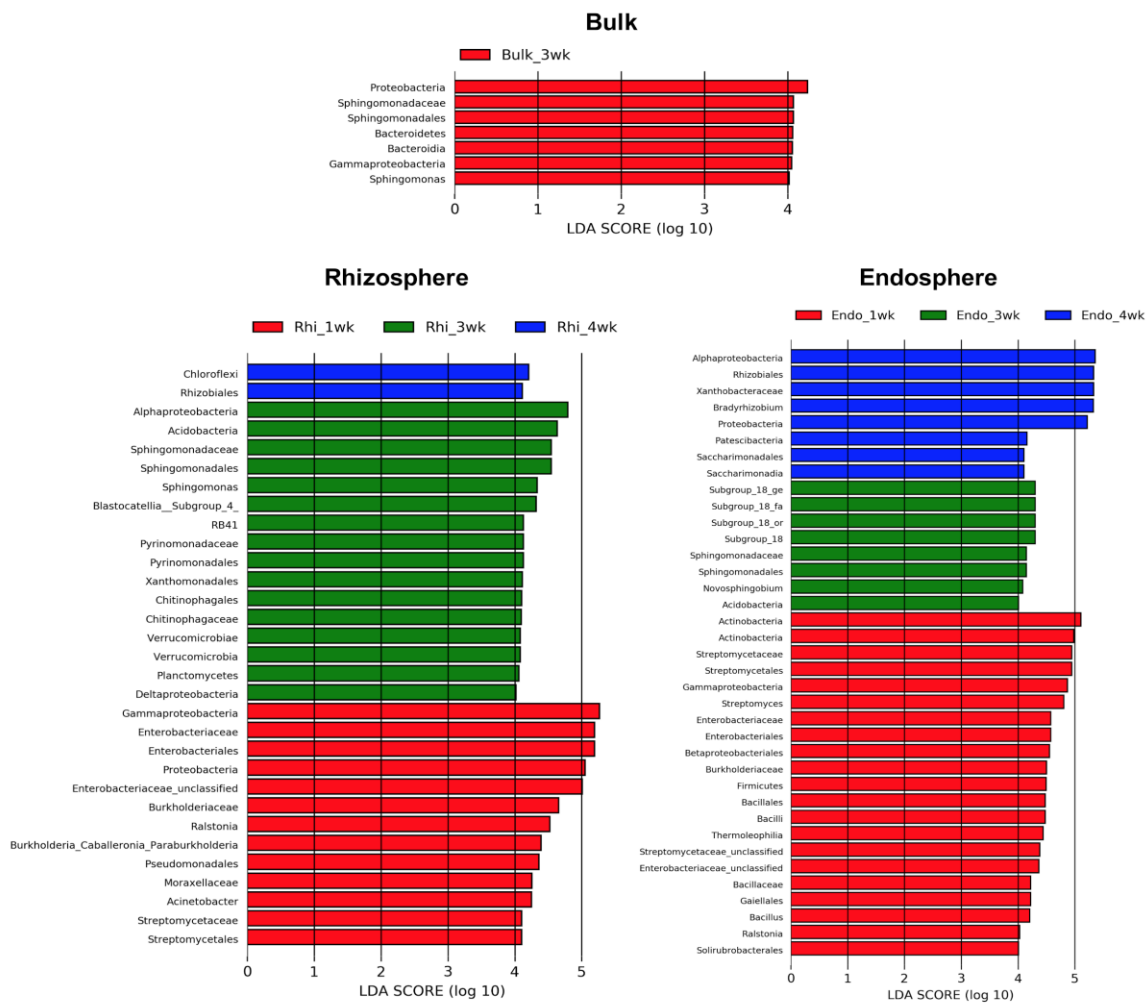 Bulk
Bulk_3wk
Proteobacteria
Sphingomonadaceae
Sphingomonadales
Bacteroidetes
Bacteroidia
Gammaproteobacteria
Sphingomonas
0 1 2 3 4
LDA SCORE (log 10)
Rhizosphere
Rhi_1wk Rhi_3wk Rhi_4wk
Chloroflexi
Rhizobiales
Alphaproteobacteria
Acidobacteria
Sphingomonadaceae
Sphingomonadales
Sphingomonas
Blastocatellia__Subgroup_4_
RB41
Pyrinomonadaceae
Pyrinomonadales
Xanthomonadales
Chitinophagales
Chitinophagaceae
Verrucomicrobiae
Verrucomicrobia
Planctomycetes
Deltaproteobacteria
Gammaproteobacteria
Enterobacteriaceae
Enterobacteriales
Proteobacteria
Enterobacteriaceae_unclassified
Burkholderiaceae
Ralstonia
Burkholderia_Caballeronia_Paraburkholderia
Pseudomonadales
Moraxellaceae
Acinetobacter
Streptomycetaceae
Streptomycetales
0 1 2 3 4 5
LDA SCORE (log 10)
Endosphere
Endo_1wk Endo_3wk Endo_4wk
Alphaproteobacteria
Rhizobiales
Xanthobacteraceae
Bradyrhizobium
Proteobacteria
Patescibacteria
Saccharimonadales
Saccharimonadia
Subgroup_18_ge
Subgroup_18_fa
Subgroup_18_or
Subgroup_18
Sphingomonadaceae
Sphingomonadales
Novosphingobium
Acidobacteria
Actinobacteria
Actinobacteria
Streptomycetaceae
Streptomycetales
Gammaproteobacteria
Streptomyces
Enterobacteriaceae
Enterobacteriales
Betaproteobacteriales
Burkholderiaceae
Firmicutes
Bacillales
Bacilli
Thermoleophilia
Streptomycetaceae_unclassified
Enterobacteriaceae_unclassified
Bacillaceae
Gaiellales
Bacillus
Ralstonia
Solirubrobacterales
0 1 2 3 4 5
LDA SCORE (log 10)